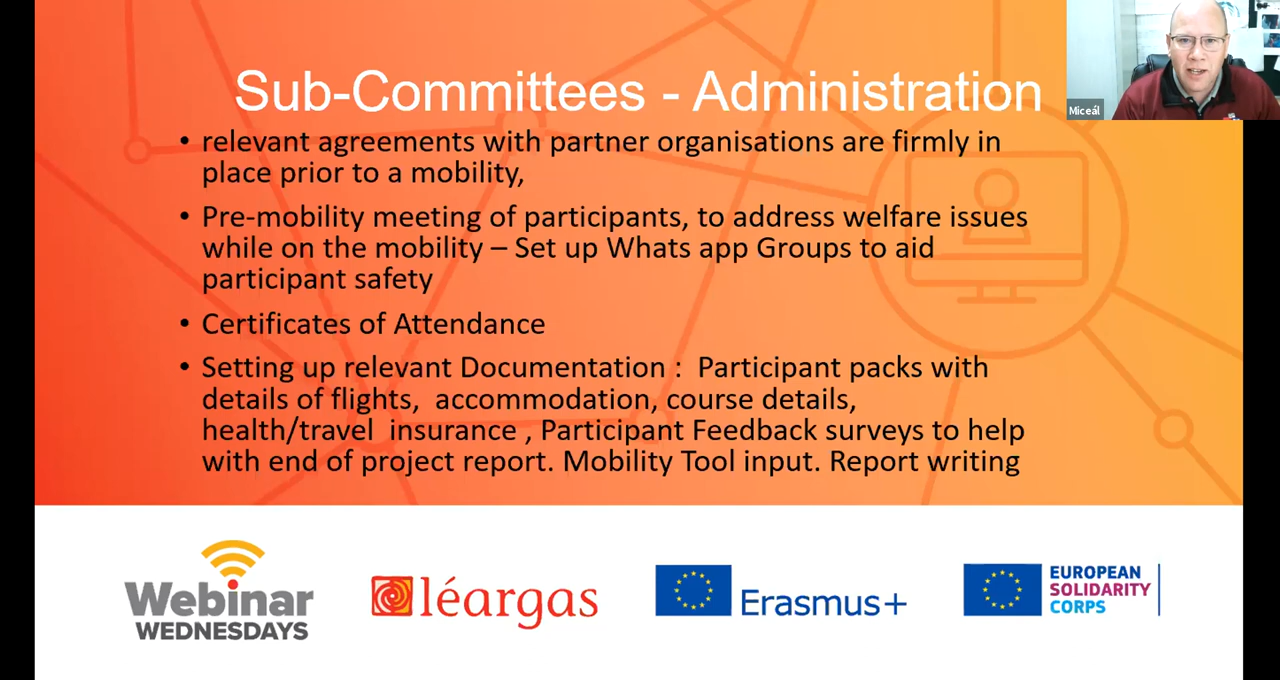 Sub-Committees - Administration
Miceál
• relevant agreements with partner organisations are firmly in
place prior to a mobility,
• Pre-mobility meeting of participants, to address welfare issues
while on the mobility – Set up Whats app Groups to aid
participant safety
• Certificates of Attendance
• Setting up relevant Documentation :  Participant packs with
details of flights,  accommodation, course details,
health/travel  insurance , Participant Feedback surveys to help
with end of project report. Mobility Tool input. Report writing
Webinar
WEDNESDAYS
léargas
Erasmus+
EUROPEAN
SOLIDARITY
CORPS